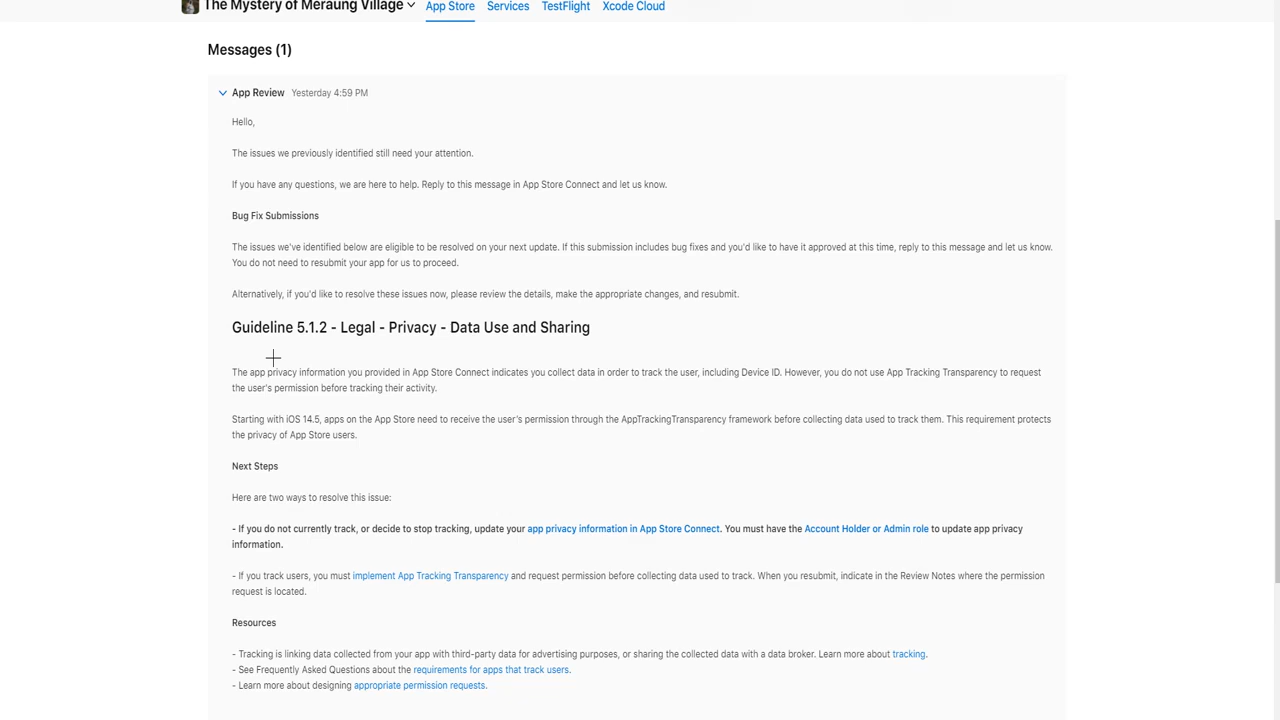 The Mystery of Meraung Village App Store Services TestFlight Xcode Cloud
Messages (1)
App Review Yesterday 4:59 PM
Hello,
The issues we previously identified still need your attention.
If you have any questions, we are here to help. Reply to this message in App Store Connect and let us know.
Bug Fix Submissions
The issues we've identified below are eligible to be resolved on your next update. If this submission includes bug fixes and you'd like to have it approved at this time, reply to this message and let us know.
You do not need to resubmit your app for us to proceed.
Alternatively, if you'd like to resolve these issues now, please review the details, make the appropriate changes, and resubmit.
Guideline 5.1.2 - Legal - Privacy - Data Use and Sharing
The app privacy information you provided in App Store Connect indicates you collect data in order to track the user, including Device ID. However, you do not use App Tracking Transparency to request
the user's permission before tracking their activity.
Starting with iOS 14.5, apps on the App Store need to receive the user's permission through the AppTrackingTransparency framework before collecting data used to track them. This requirement protects
the privacy of App Store users.
Next Steps
Here are two ways to resolve this issue:
- If you do not currently track, or decide to stop tracking, update your app privacy information in App Store Connect. You must have the Account Holder or Admin role to update app privacy
information.
- If you track users, you must implement App Tracking Transparency and request permission before collecting data used to track. When you resubmit, indicate in the Review Notes where the permission
request is located.
Resources
- Tracking is linking data collected from your app with third-party data for advertising purposes, or sharing the collected data with a data broker. Learn more about tracking.
- See Frequently Asked Questions about the requirements for apps that track users.
- Learn more about designing appropriate permission requests.